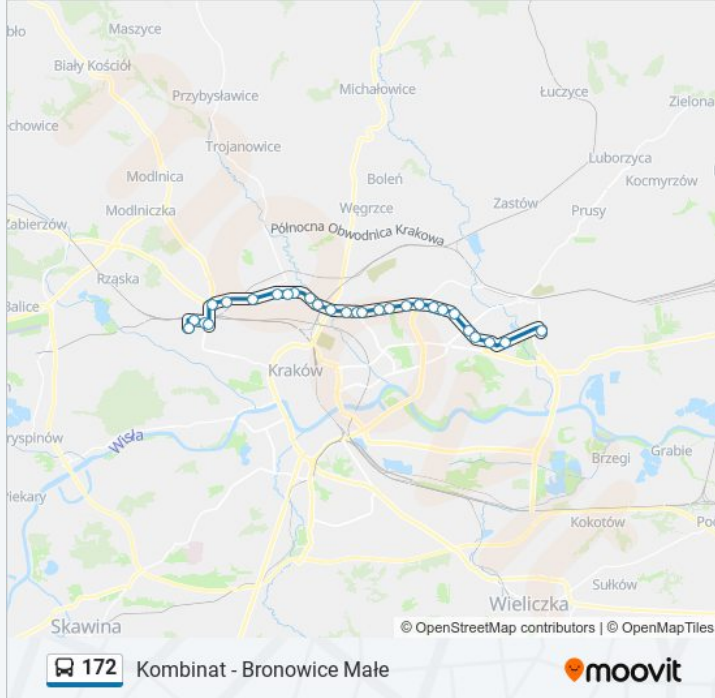 bło
Maszyce
Biały Kościół
Przybysławice
Michałowice
Łuczyce
Zielona
echowice
Trojanowice
Luborzyca
Modlnica
Boleń
Kocmyrzów
Modlniczka
Węgrzce
Zastów
Prusy
Zabierzów
Północna Obwodnica Krakowa
Rząska
Balice
Kraków
ryspinów
Wisła
Brzegi
Grabie
Piekary
Kokotów
Po
Sułków
Wieliczka
Skawina
© OpenStreetMap contributors | © OpenMapTiles
172 Kombinat - Bronowice Małe
moovit